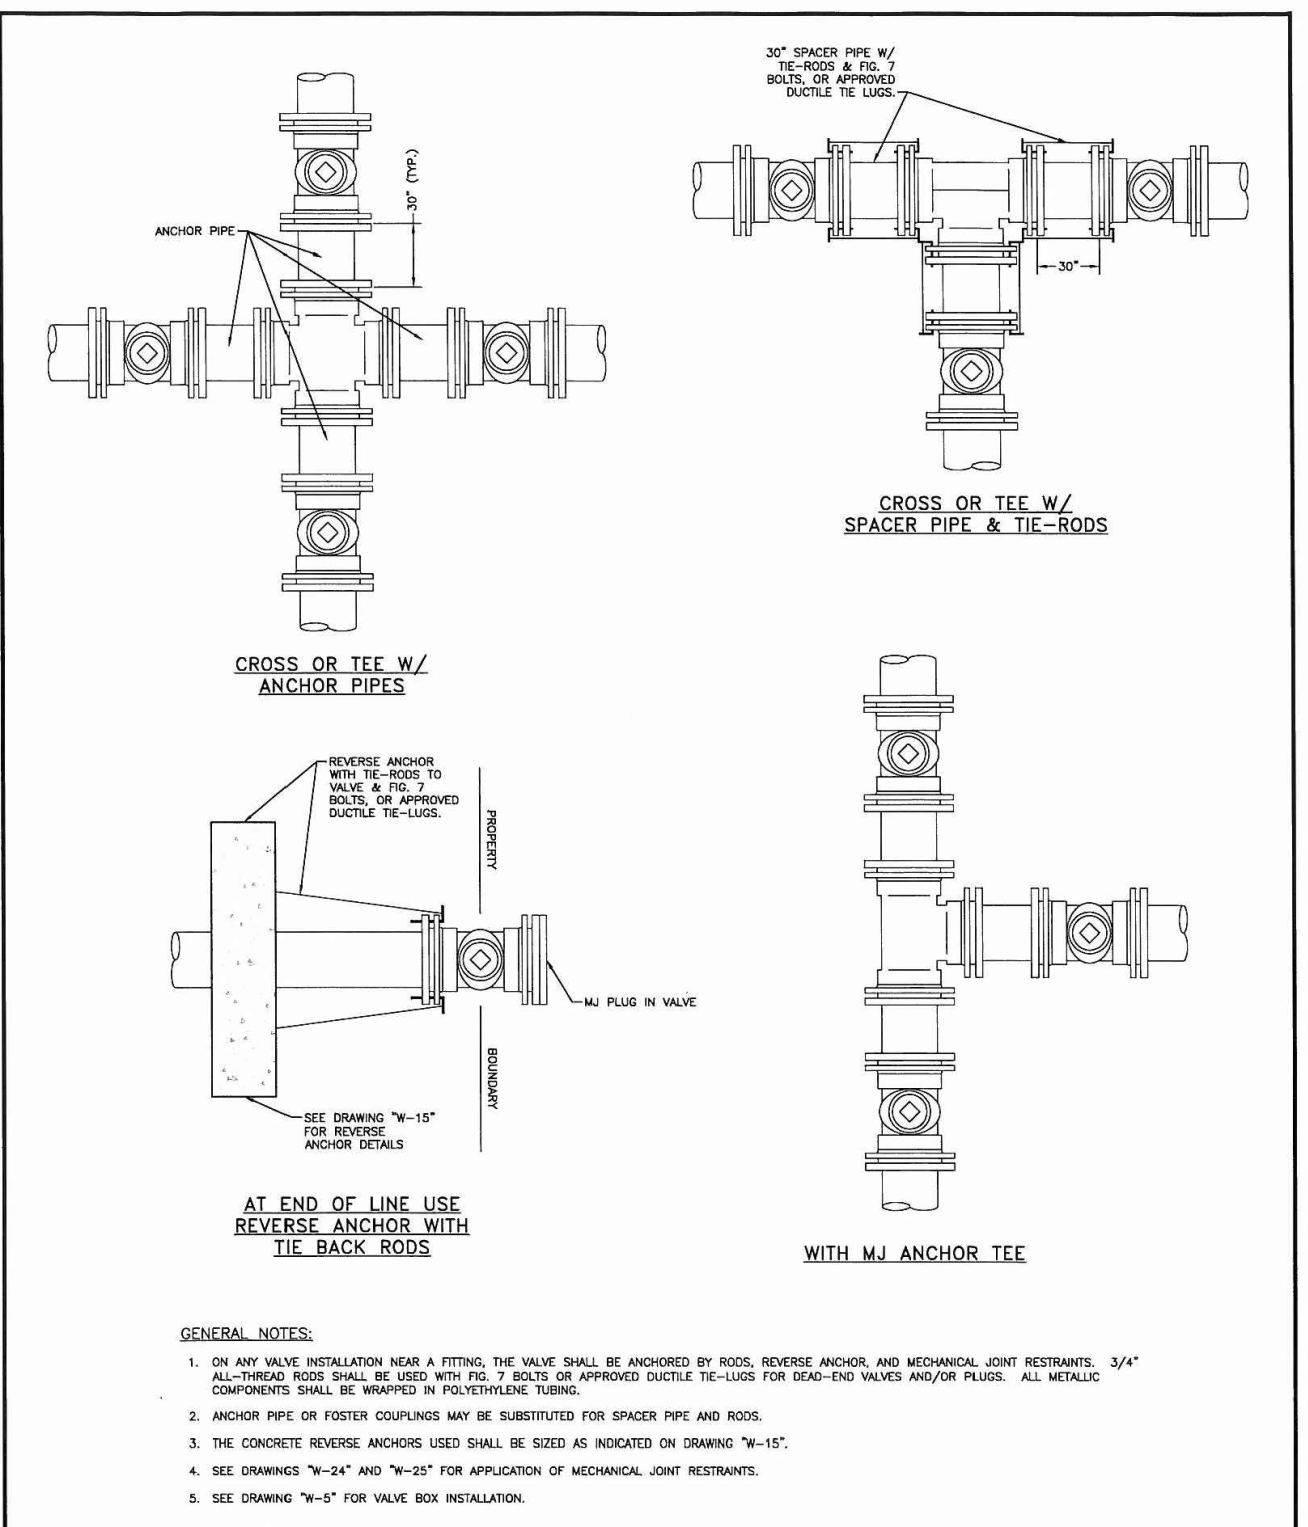 30" SPACER PIPE W/
TIE-RODS & FIG. 7
BOLTS, OR APPROVED
DUCTILE TIE LUGS.
30" (TYP.)
ANCHOR PIPE
30"
CROSS OR TEE W/
SPACER PIPE & TIE-RODS
CROSS OR TEE W/
ANCHOR PIPES
REVERSE ANCHOR
WITH TIE-RODS TO
VALVE & FIG. 7
BOLTS, OR APPROVED
DUCTILE TIE-LUGS.
PROPERTY
MJ PLUG IN VALVE
BOUNDARY
SEE DRAWING "W-15"
FOR REVERSE
ANCHOR DETAILS
AT END OF LINE USE
REVERSE ANCHOR WITH
TIE BACK RODS
WITH MJ ANCHOR TEE
GENERAL NOTES:
1. ON ANY VALVE INSTALLATION NEAR A FITTING, THE VALVE SHALL BE ANCHORED BY RODS, REVERSE ANCHOR, AND MECHANICAL JOINT RESTRAINTS. 3/4"
ALL-THREAD RODS SHALL BE USED WITH FIG. 7 BOLTS OR APPROVED DUCTILE TIE-LUGS FOR DEAD-END VALVES AND/OR PLUGS. ALL METALLIC
COMPONENTS SHALL BE WRAPPED IN POLYETHYLENE TUBING.
2. ANCHOR PIPE OR FOSTER COUPLINGS MAY BE SUBSTITUTED FOR SPACER PIPE AND RODS.
3. THE CONCRETE REVERSE ANCHORS USED SHALL BE SIZED AS INDICATED ON DRAWING "W-15".
4. SEE DRAWINGS "W-24" AND "W-25" FOR APPLICATION OF MECHANICAL JOINT RESTRAINTS.
5. SEE DRAWING "W-5" FOR VALVE BOX INSTALLATION.